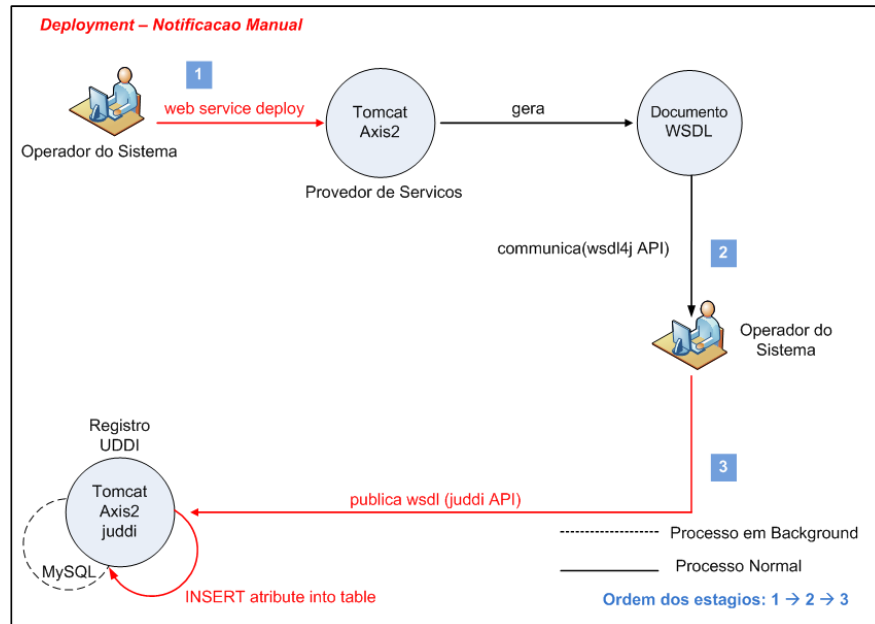 Deployment – Notificacao Manual
1
web service deploy
Operador do Sistema
Tomcat
Axis2
Provedor de Servicos
gera
Documento
WSDL
communica(wsdl4j API)
2
Operador do
Sistema
3
publica wsdl (juddi API)
Registro
UDDI
Tomcat
Axis2
juddi
MySQL
INSERT atribute into table
Processo em Background
Processo Normal
Ordem dos estagios: 1 → 2 → 3